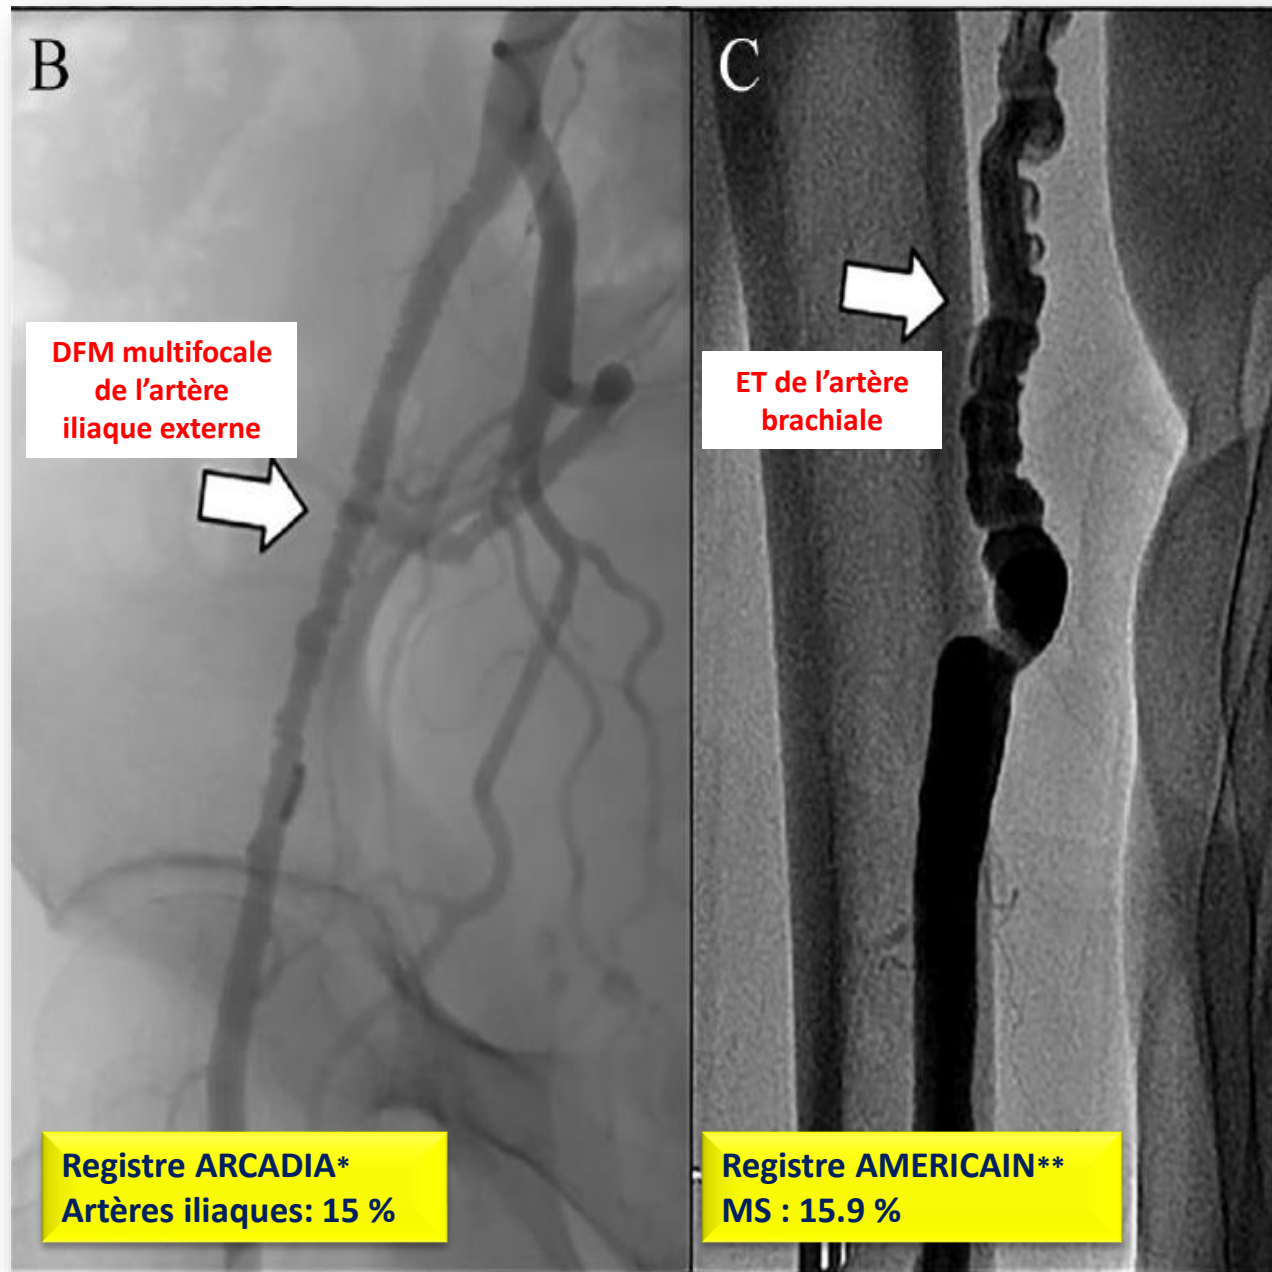 B
DFM multifocale
de l’artère
iliaque externe
Registre ARCADIA*
Artères iliaques: 15 %
C
ET de l’artère
brachiale
Registre AMERICAIN**
MS : 15.9 %